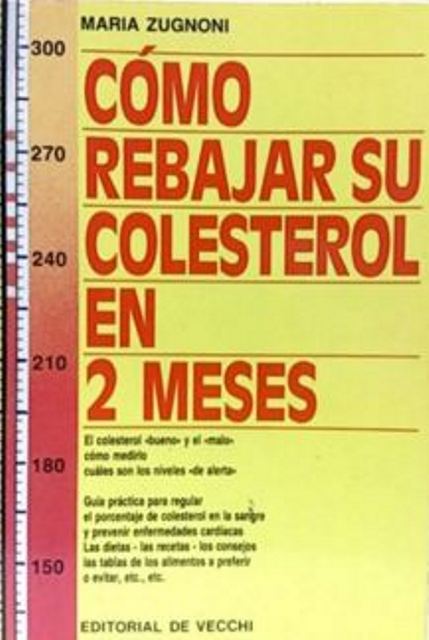 MARIA ZUGNONI
300
CÓMO
270
REBAJAR SU
240
COLESTEROL
EN
210
2 MESES
El colesterol «bueno» y el «malo»
cómo medirlo
180
cuáles son los niveles «de alerta»
Guía práctica para regular
el porcentaje de colesterol en la sangre
y prevenir enfermedades cardíacas
Las dietas - las recetas - los consejos
150
las tablas de los alimentos a preferir
o evitar, etc., etc.
EDITORIAL DE VECCHI